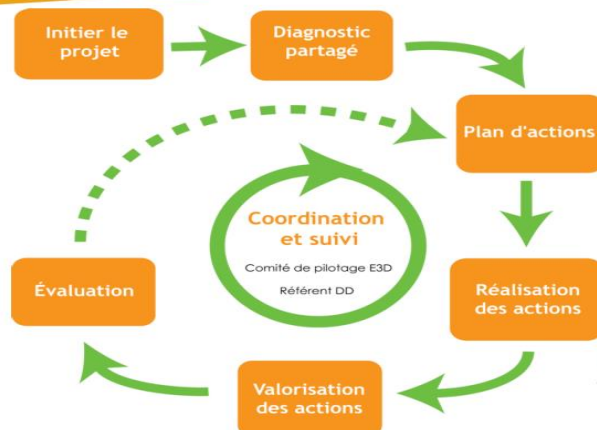 Initier le
projet
Diagnostic
partagé
Plan d'actions
Réalisation
des actions
Valorisation
des actions
Évaluation
Coordination
et suivi
Comité de pilotage E3D
Référent DD